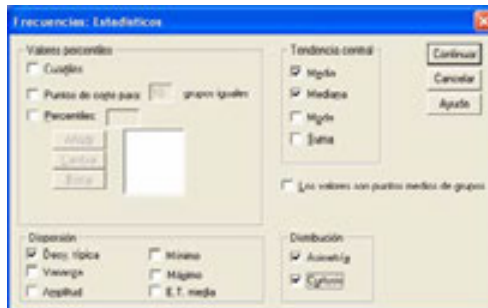 Frecuencias: Estadísticos
Valores percentiles
Cuartiles
Puntos de corte para: 10 grupos iguales
Percentiles:
Añadir
Cambiar
Borrar
Tendencia central
Media
Mediana
Moda
Suma
Continuar
Cancelar
Ayuda
Los valores son puntos medios de grupos
Dispersión
Desv. típica
Mínimo
Varianza
Máximo
Amplitud
E.T. media
Distribución
Asimetría
Curtosis